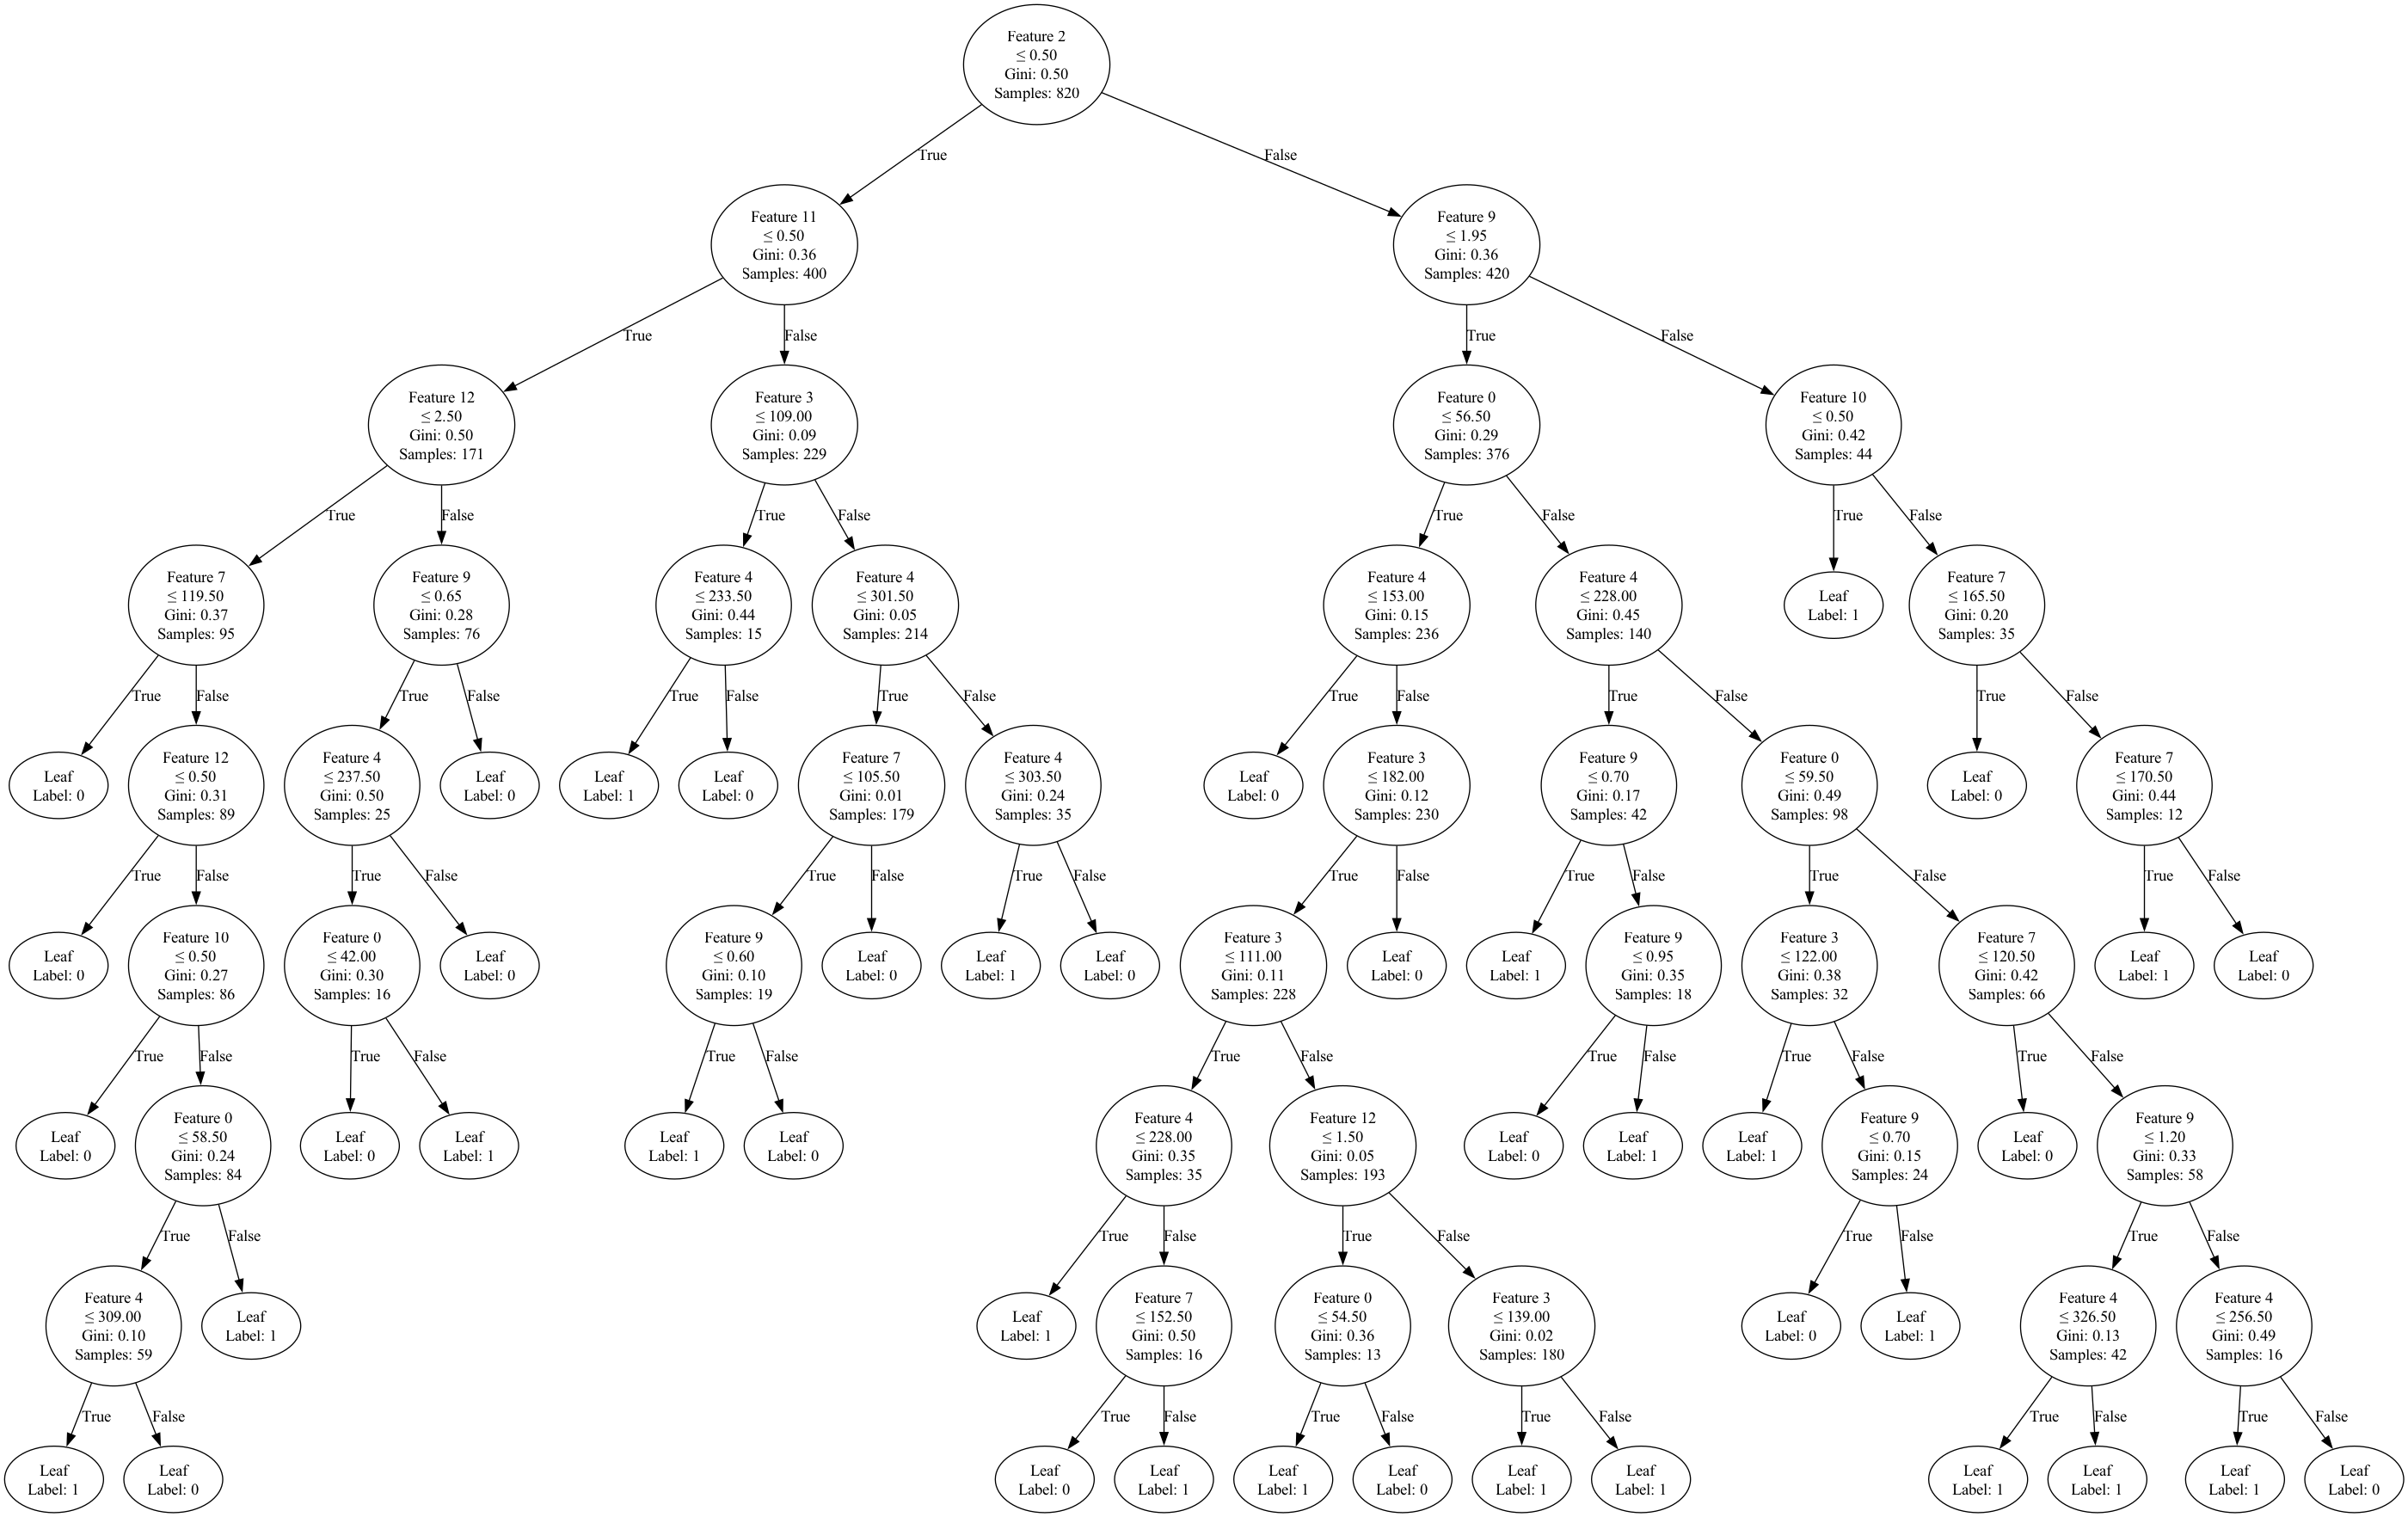 Feature 2
≤ 0.50
Gini: 0.50
Samples: 820
True
False
Feature 11
≤ 0.50
Gini: 0.36
Samples: 400
Feature 9
≤ 1.95
Gini: 0.36
Samples: 420
True
False
True
False
Feature 12
≤ 2.50
Gini: 0.50
Samples: 171
Feature 3
≤ 109.00
Gini: 0.09
Samples: 229
Feature 0
≤ 56.50
Gini: 0.29
Samples: 376
Feature 10
≤ 0.50
Gini: 0.42
Samples: 44
True
False
True
False
True
False
True
False
Feature 7
≤ 119.50
Gini: 0.37
Samples: 95
Feature 9
≤ 0.65
Gini: 0.28
Samples: 76
Feature 4
≤ 233.50
Gini: 0.44
Samples: 15
Feature 4
≤ 301.50
Gini: 0.05
Samples: 214
Feature 4
≤ 153.00
Gini: 0.15
Samples: 236
Feature 4
≤ 228.00
Gini: 0.45
Samples: 140
Leaf
Label: 1
Feature 7
≤ 165.50
Gini: 0.20
Samples: 35
True
False
True
False
True
False
True
False
True
False
True
False
True
False
Leaf
Label: 0
Feature 12
≤ 0.50
Gini: 0.31
Samples: 89
Feature 4
≤ 237.50
Gini: 0.50
Samples: 25
Leaf
Label: 0
Leaf
Label: 1
Leaf
Label: 0
Feature 7
≤ 105.50
Gini: 0.01
Samples: 179
Feature 4
≤ 303.50
Gini: 0.24
Samples: 35
Leaf
Label: 0
Feature 3
≤ 182.00
Gini: 0.12
Samples: 230
Feature 9
≤ 0.70
Gini: 0.17
Samples: 42
Feature 0
≤ 59.50
Gini: 0.49
Samples: 98
Leaf
Label: 0
Feature 7
≤ 170.50
Gini: 0.44
Samples: 12
True
False
True
False
True
False
True
False
True
False
True
False
True
False
True
False
Leaf
Label: 0
Feature 10
≤ 0.50
Gini: 0.27
Samples: 86
Feature 0
≤ 42.00
Gini: 0.30
Samples: 16
Leaf
Label: 0
Feature 9
≤ 0.60
Gini: 0.10
Samples: 19
Leaf
Label: 0
Leaf
Label: 1
Leaf
Label: 0
Feature 3
≤ 111.00
Gini: 0.11
Samples: 228
Leaf
Label: 0
Leaf
Label: 1
Feature 9
≤ 0.95
Gini: 0.35
Samples: 18
Feature 3
≤ 122.00
Gini: 0.38
Samples: 32
Feature 7
≤ 120.50
Gini: 0.42
Samples: 66
Leaf
Label: 1
Leaf
Label: 0
True
False
True
False
True
False
True
False
True
False
True
False
True
False
Leaf
Label: 0
Feature 0
≤ 58.50
Gini: 0.24
Samples: 84
Leaf
Label: 0
Leaf
Label: 1
Leaf
Label: 1
Leaf
Label: 0
Feature 4
≤ 228.00
Gini: 0.35
Samples: 35
Feature 12
≤ 1.50
Gini: 0.05
Samples: 193
Leaf
Label: 0
Leaf
Label: 1
Leaf
Label: 1
Feature 9
≤ 0.70
Gini: 0.15
Samples: 24
Leaf
Label: 0
Feature 9
≤ 1.20
Gini: 0.33
Samples: 58
True
False
True
False
True
False
True
False
True
False
Feature 4
≤ 309.00
Gini: 0.10
Samples: 59
Leaf
Label: 1
Leaf
Label: 1
Feature 7
≤ 152.50
Gini: 0.50
Samples: 16
Feature 0
≤ 54.50
Gini: 0.36
Samples: 13
Feature 3
≤ 139.00
Gini: 0.02
Samples: 180
Leaf
Label: 0
Leaf
Label: 1
Feature 4
≤ 326.50
Gini: 0.13
Samples: 42
Feature 4
≤ 256.50
Gini: 0.49
Samples: 16
True
False
True
False
True
False
True
False
True
False
True
False
Leaf
Label: 1
Leaf
Label: 0
Leaf
Label: 0
Leaf
Label: 1
Leaf
Label: 1
Leaf
Label: 0
Leaf
Label: 1
Leaf
Label: 1
Leaf
Label: 1
Leaf
Label: 1
Leaf
Label: 1
Leaf
Label: 0